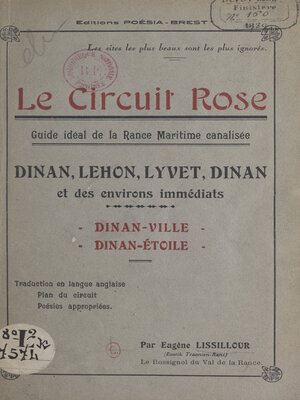 Editions POÉSIA-BREST
Finistère
Les sites les plus beaux sont les plus ignorés.
Le Circuit Rose
Guide idéal de la Rance Maritime canalisée
DINAN, LEHON, LYVET, DINAN
et des environs immédiats
- DINAN-VILLE -
- DINAN-ÉTOILE -
Traduction en langue anglaise
Plan du circuit
Poésies appropriées.
Par Eugène LISSILLOUR
Le Rossignol du Val de la Rance.